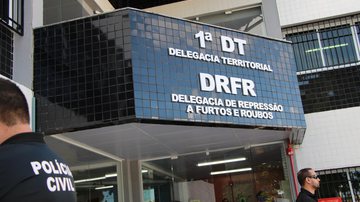 1ª DT
DELEGACIA TERRITORIAL
DRFR
DELEGACIA DE REPRESSÃO
A FURTOS E ROUBOS
POLÍCIA
CIVIL